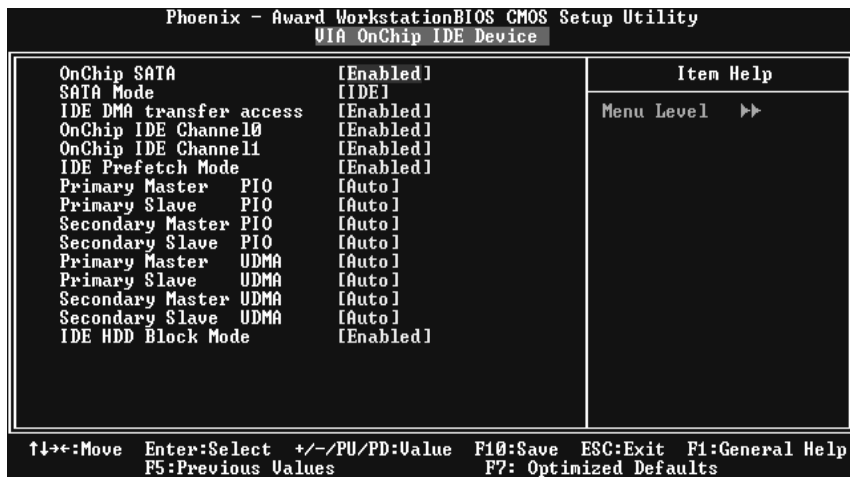 Phoenix - Award WorkstationBIOS CMOS Setup Utility
VIA OnChip IDE Device
OnChip SATA [Enabled]
SATA Mode [IDE]
IDE DMA transfer access [Enabled]
OnChip IDE Channel0 [Enabled]
OnChip IDE Channel1 [Enabled]
IDE Prefetch Mode [Enabled]
Primary Master PIO [Auto]
Primary Slave PIO [Auto]
Secondary Master PIO [Auto]
Secondary Slave PIO [Auto]
Primary Master UDMA [Auto]
Primary Slave UDMA [Auto]
Secondary Master UDMA [Auto]
Secondary Slave UDMA [Auto]
IDE HDD Block Mode [Enabled]
Item Help
Menu Level ▶▶
↑↓→←:Move Enter:Select +/-/PU/PD:Value F10:Save ESC:Exit F1:General Help
F5:Previous Values F7: Optimized Defaults